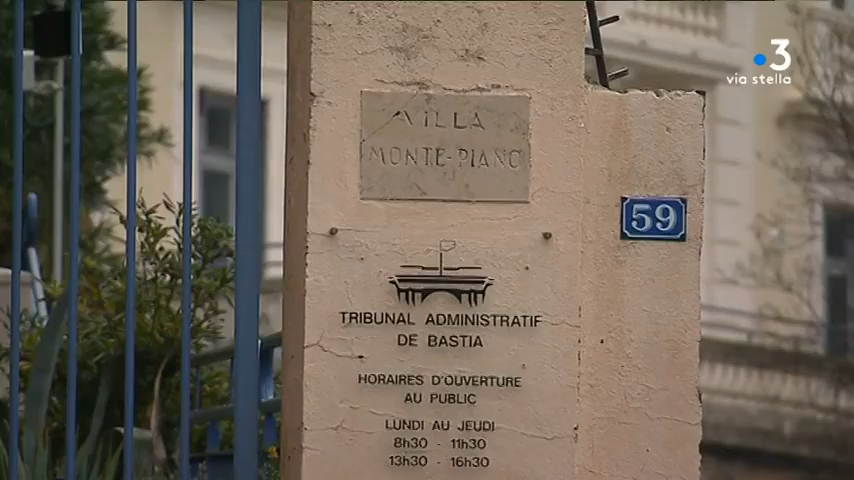 3
via stella
VILLA
MONTE-PIANO
59
TRIBUNAL ADMINISTRATIF
DE BASTIA
HORAIRES D'OUVERTURE
AU PUBLIC
LUNDI AU JEUDI
8h30 - 11h30
13h30 - 16h30